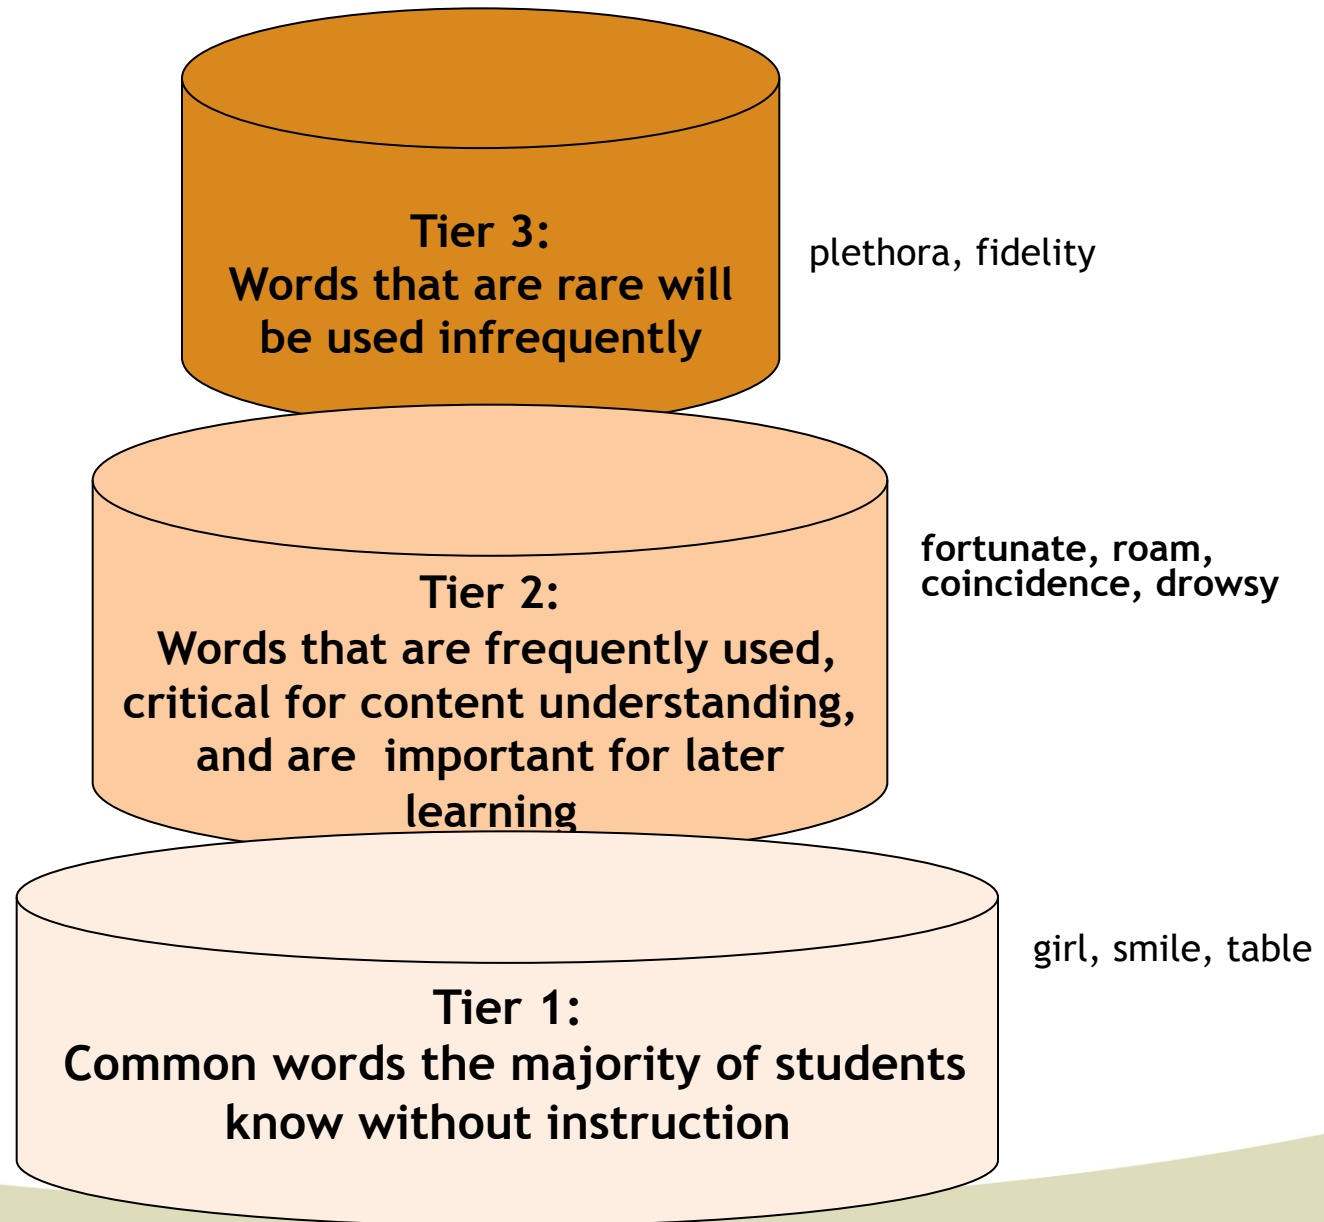 Tier 3:
Words that are rare will
be used infrequently
plethora, fidelity
Tier 2:
Words that are frequently used,
critical for content understanding,
and are  important for later
learning
fortunate, roam,
coincidence, drowsy
Tier 1:
Common words the majority of students
know without instruction
girl, smile, table